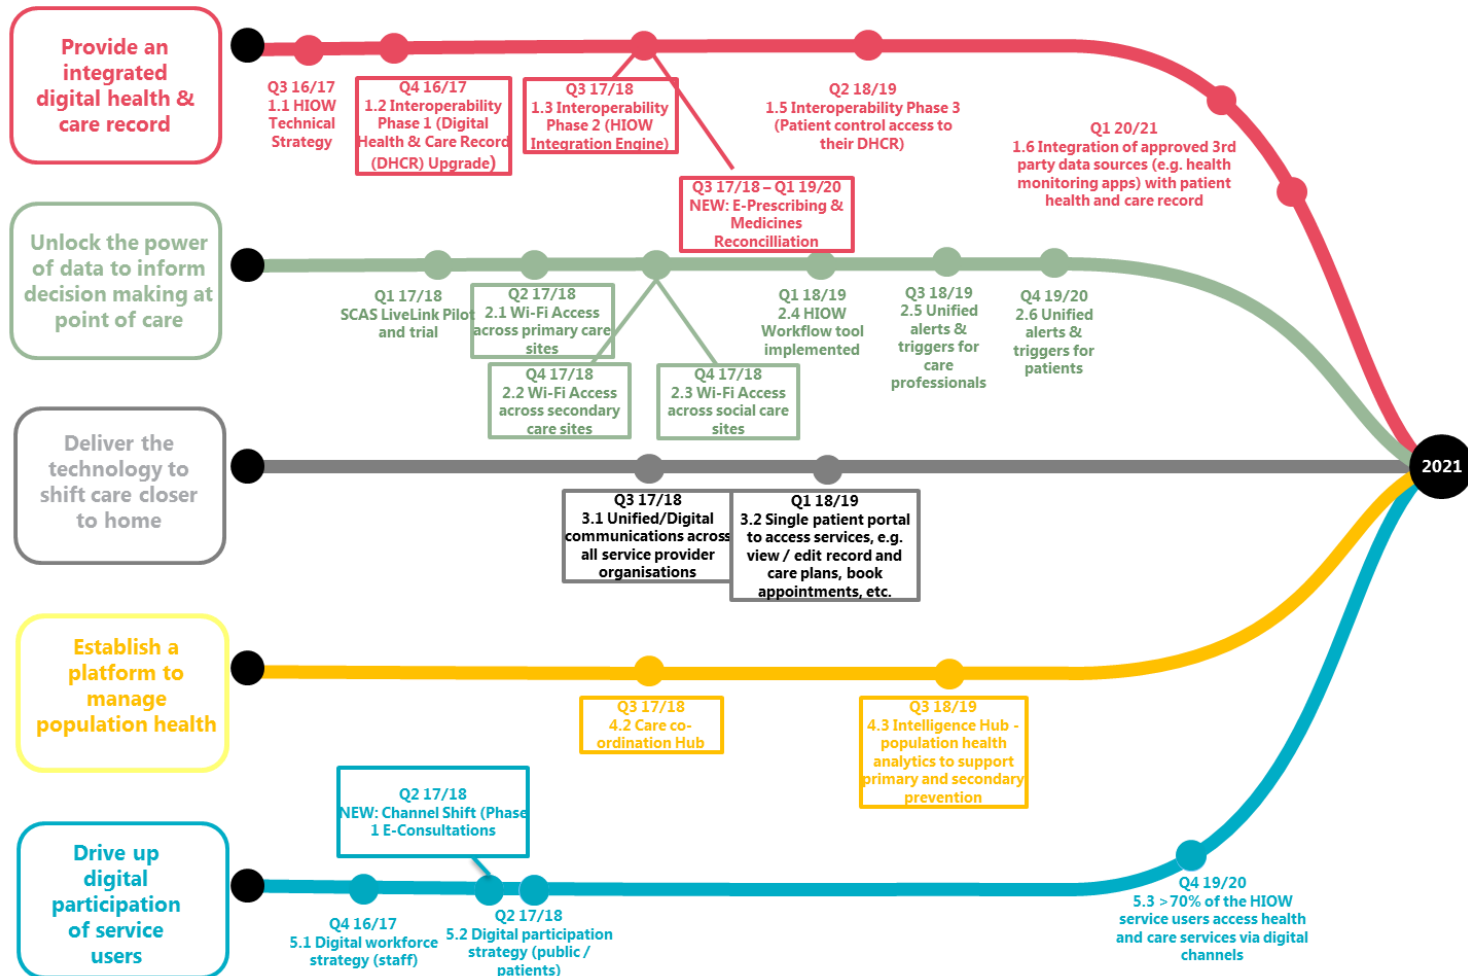 Provide an
integrated
digital health &
care record
Q3 16/17
1.1 HIOW
Technical
Strategy
Q4 16/17
1.2 Interoperability
Phase 1 (Digital
Health & Care Record
(DHCR) Upgrade)
Q3 17/18
1.3 Interoperability
Phase 2 (HIOW
Integration Engine)
Q3 17/18 – Q1 19/20
NEW: E-Prescribing &
Medicines
Reconcilliation
Q2 18/19
1.5 Interoperability Phase 3
(Patient control access to
their DHCR)
Q1 20/21
1.6 Integration of approved 3rd
party data sources (e.g. health
monitoring apps) with patient
health and care record
Unlock the power
of data to inform
decision making at
point of care
Q1 17/18
SCAS LiveLink Pilot
and trial
Q2 17/18
2.1 Wi-Fi Access
across primary care
sites
Q4 17/18
2.2 Wi-Fi Access
across secondary
care sites
Q4 17/18
2.3 Wi-Fi Access
across social care
sites
Q1 18/19
2.4 HIOW
Workflow tool
implemented
Q3 18/19
2.5 Unified
alerts &
triggers for
care
professionals
Q4 19/20
2.6 Unified
alerts &
triggers for
patients
Deliver the
technology to
shift care closer
to home
Q3 17/18
3.1 Unified/Digital
communications across
all service provider
organisations
Q1 18/19
3.2 Single patient portal
to access services, e.g.
view / edit record and
care plans, book
appointments, etc.
2021
Establish a
platform to
manage
population health
Q3 17/18
4.2 Care co-
ordination Hub
Q3 18/19
4.3 Intelligence Hub -
population health
analytics to support
primary and secondary
prevention
Drive up
digital
participation
of service
users
Q2 17/18
NEW: Channel Shift (Phase
1 E-Consultations
Q4 16/17
5.1 Digital workforce
strategy (staff)
Q2 17/18
5.2 Digital participation
strategy (public /
patients)
Q4 19/20
5.3 >70% of the HIOW
service users access health
and care services via digital
channels